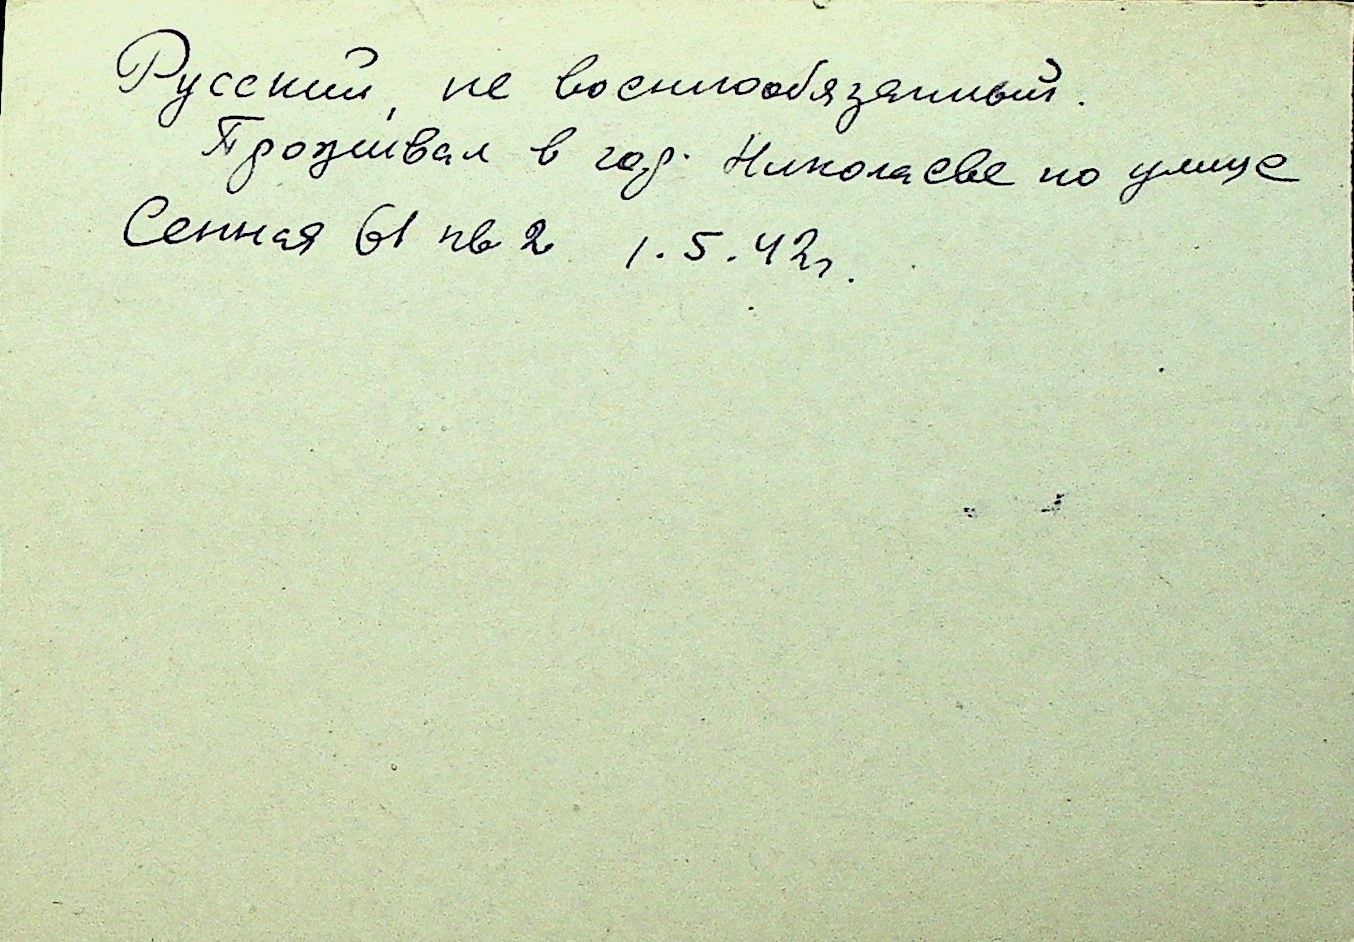 Русский, не военнообязанный.
Проживал в гор. Николаеве по улице
Сенная 61 кв 2 1.5.42г.